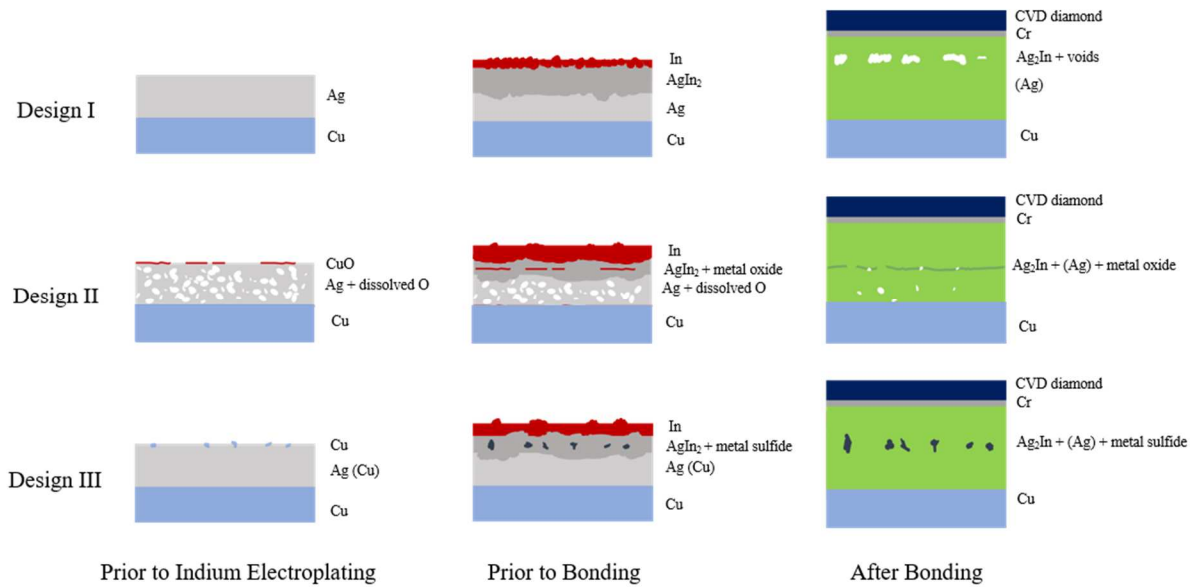 Design I
Ag
Cu
In
AgIn₂
Ag
Cu
CVD diamond
Cr
Ag₂In + voids
(Ag)
Cu
Design II
CuO
Ag + dissolved O
Cu
In
AgIn₂ + metal oxide
Ag + dissolved O
Cu
CVD diamond
Cr
Ag₂In + (Ag) + metal oxide
Cu
Design III
Cu
Ag (Cu)
Cu
In
AgIn₂ + metal sulfide
Ag (Cu)
Cu
CVD diamond
Cr
Ag₂In + (Ag) + metal sulfide
Cu
Prior to Indium Electroplating
Prior to Bonding
After Bonding